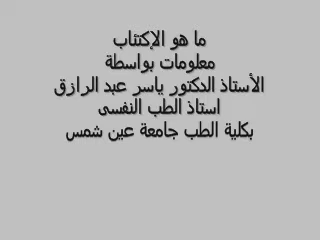 ما هو الإكتئاب
معلومات بواسطة
الأستاذ الدكتور ياسر عبد الرازق
استاذ الطب النفسى
بكلية الطب جامعة عين شمس